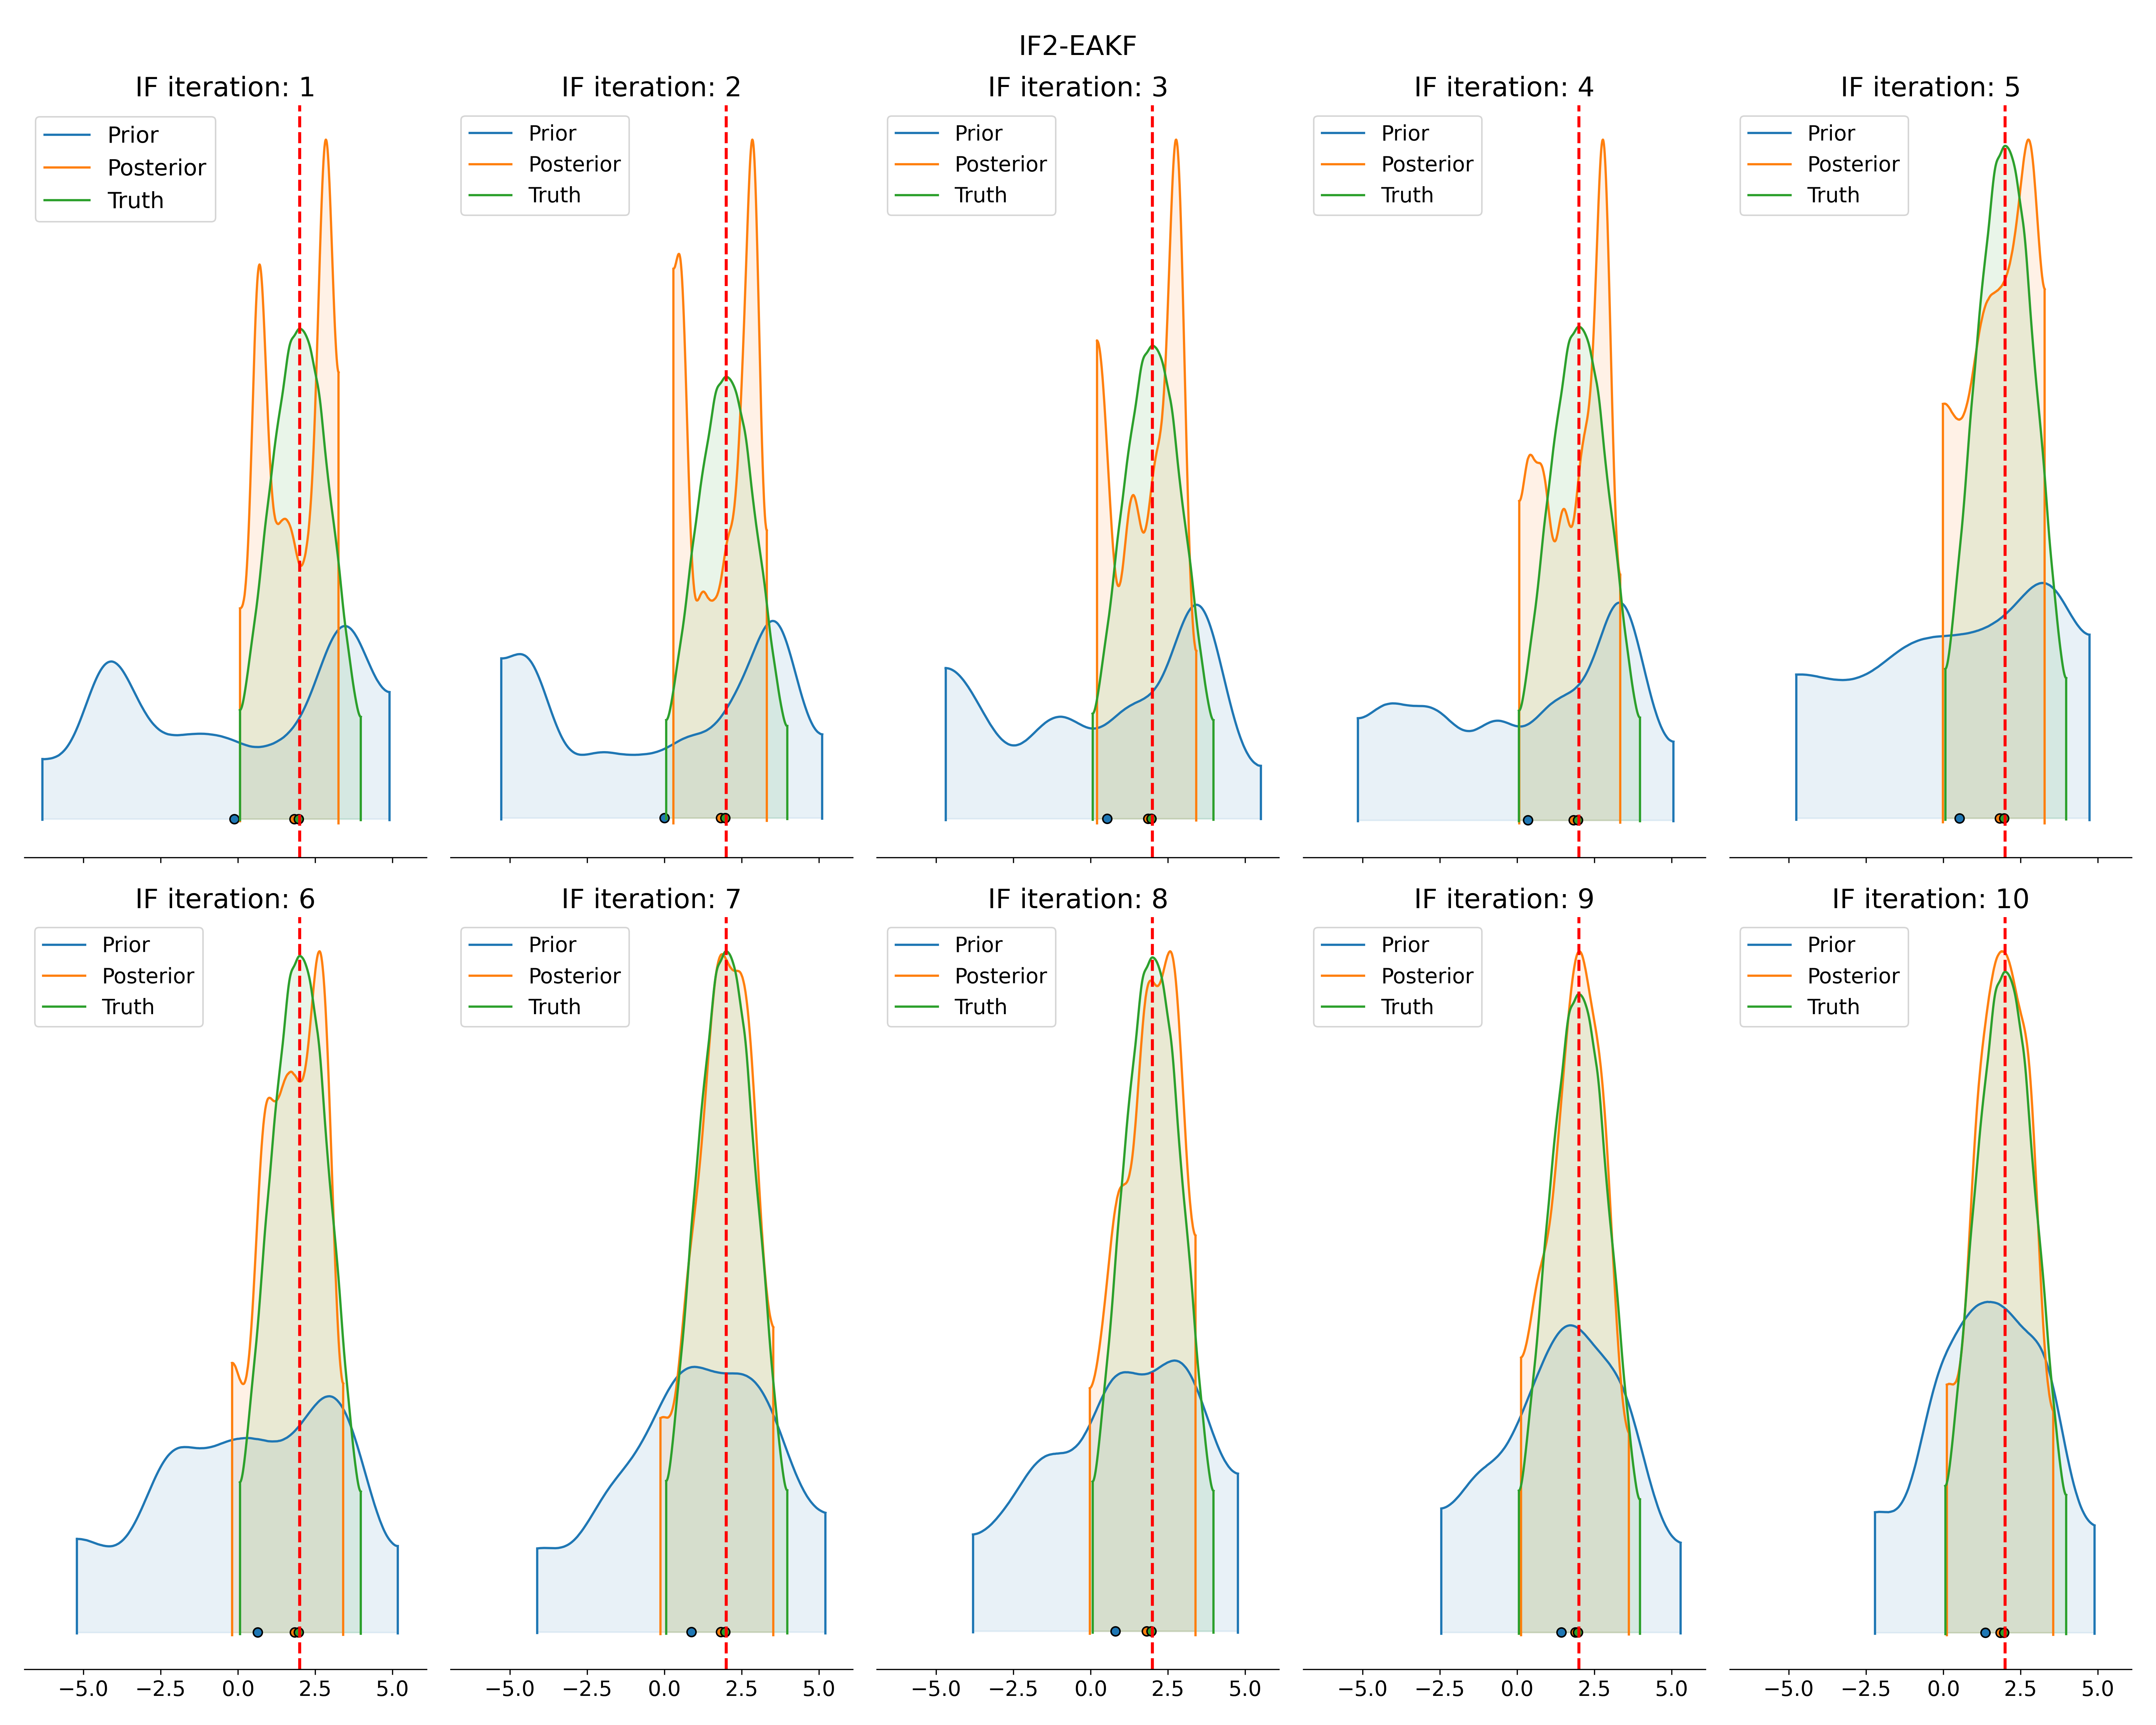 IF2-EAKF
IF iteration: 1
Prior
Posterior
Truth
IF iteration: 2
Prior
Posterior
Truth
IF iteration: 3
Prior
Posterior
Truth
IF iteration: 4
Prior
Posterior
Truth
IF iteration: 5
Prior
Posterior
Truth
IF iteration: 6
Prior
Posterior
Truth
−5.0 −2.5 0.0 2.5 5.0
IF iteration: 7
Prior
Posterior
Truth
−5.0 −2.5 0.0 2.5 5.0
IF iteration: 8
Prior
Posterior
Truth
−5.0 −2.5 0.0 2.5 5.0
IF iteration: 9
Prior
Posterior
Truth
−5.0 −2.5 0.0 2.5 5.0
IF iteration: 10
Prior
Posterior
Truth
−5.0 −2.5 0.0 2.5 5.0